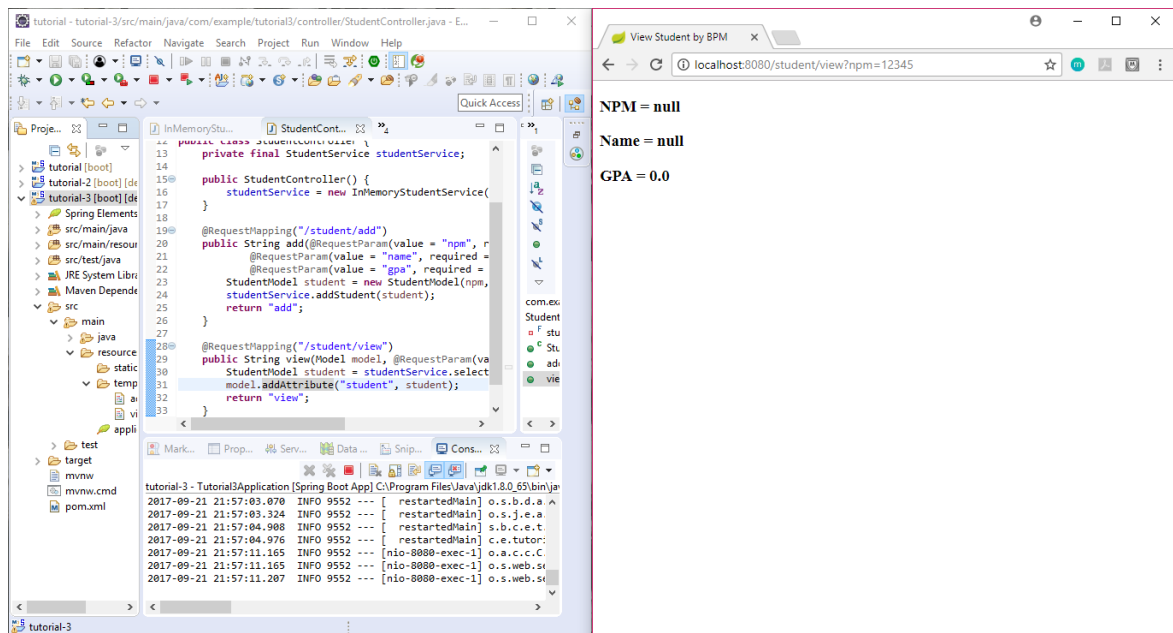 tutorial - tutorial-3/src/main/java/com/example/tutorial3/controller/StudentController.java - E...
File Edit Source Refactor Navigate Search Project Run Window Help
Quick Access
Proje...
tutorial [boot]
tutorial-2 [boot] [de
tutorial-3 [boot] [de
Spring Elements
src/main/java
src/main/resour
src/test/java
JRE System Libra
Maven Depende
src
main
java
resource
static
temp
a
vi
appli
test
target
mvnw
mvnw.cmd
pom.xml
InMemoryStu...
StudentCont...
»4
12 public class StudentController {
13 private final StudentService studentService;
14
15 public StudentController() {
16 studentService = new InMemoryStudentService(
17 }
18
19 @RequestMapping("/student/add")
20 public String add(@RequestParam(value = "npm", r
21 @RequestParam(value = "name", required =
22 @RequestParam(value = "gpa", required =
23 StudentModel student = new StudentModel(npm,
24 studentService.addStudent(student);
25 return "add";
26 }
27
28 @RequestMapping("/student/view")
29 public String view(Model model, @RequestParam(va
30 StudentModel student = studentService.select
31 model.addAttribute("student", student);
32 return "view";
33 }
»1
com.exa
Student
stu
Stu
add
vie
Mark... Prop... Serv... Data ... Snip... Cons...
tutorial-3 - Tutorial3Application [Spring Boot App] C:\Program Files\Java\jdk1.8.0_65\bin\jav
2017-09-21 21:57:03.070 INFO 9552 --- [ restartedMain] o.s.b.d.a.
2017-09-21 21:57:03.324 INFO 9552 --- [ restartedMain] o.s.j.e.a.
2017-09-21 21:57:04.908 INFO 9552 --- [ restartedMain] s.b.c.e.t.
2017-09-21 21:57:04.976 INFO 9552 --- [ restartedMain] c.e.tutori
2017-09-21 21:57:11.165 INFO 9552 --- [nio-8080-exec-1] o.a.c.c.C.
2017-09-21 21:57:11.165 INFO 9552 --- [nio-8080-exec-1] o.s.web.se
2017-09-21 21:57:11.207 INFO 9552 --- [nio-8080-exec-1] o.s.web.se
tutorial-3
View Student by BPM
localhost:8080/student/view?npm=12345
NPM = null
Name = null
GPA = 0.0